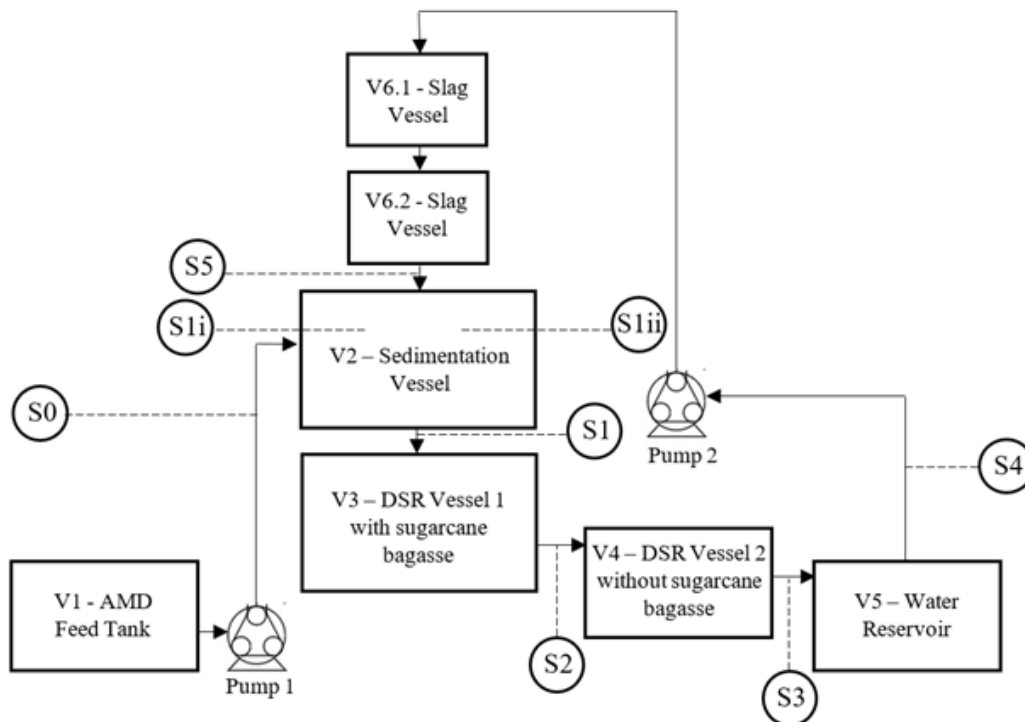 V6.1 - Slag
Vessel
V6.2 - Slag
Vessel
S5
S1i
S1ii
V2 – Sedimentation
Vessel
S0
S1
Pump 2
S4
V3 – DSR Vessel 1
with sugarcane
bagasse
V4 – DSR Vessel 2
without sugarcane
bagasse
V5 – Water
Reservoir
V1 - AMD
Feed Tank
Pump 1
S2
S3